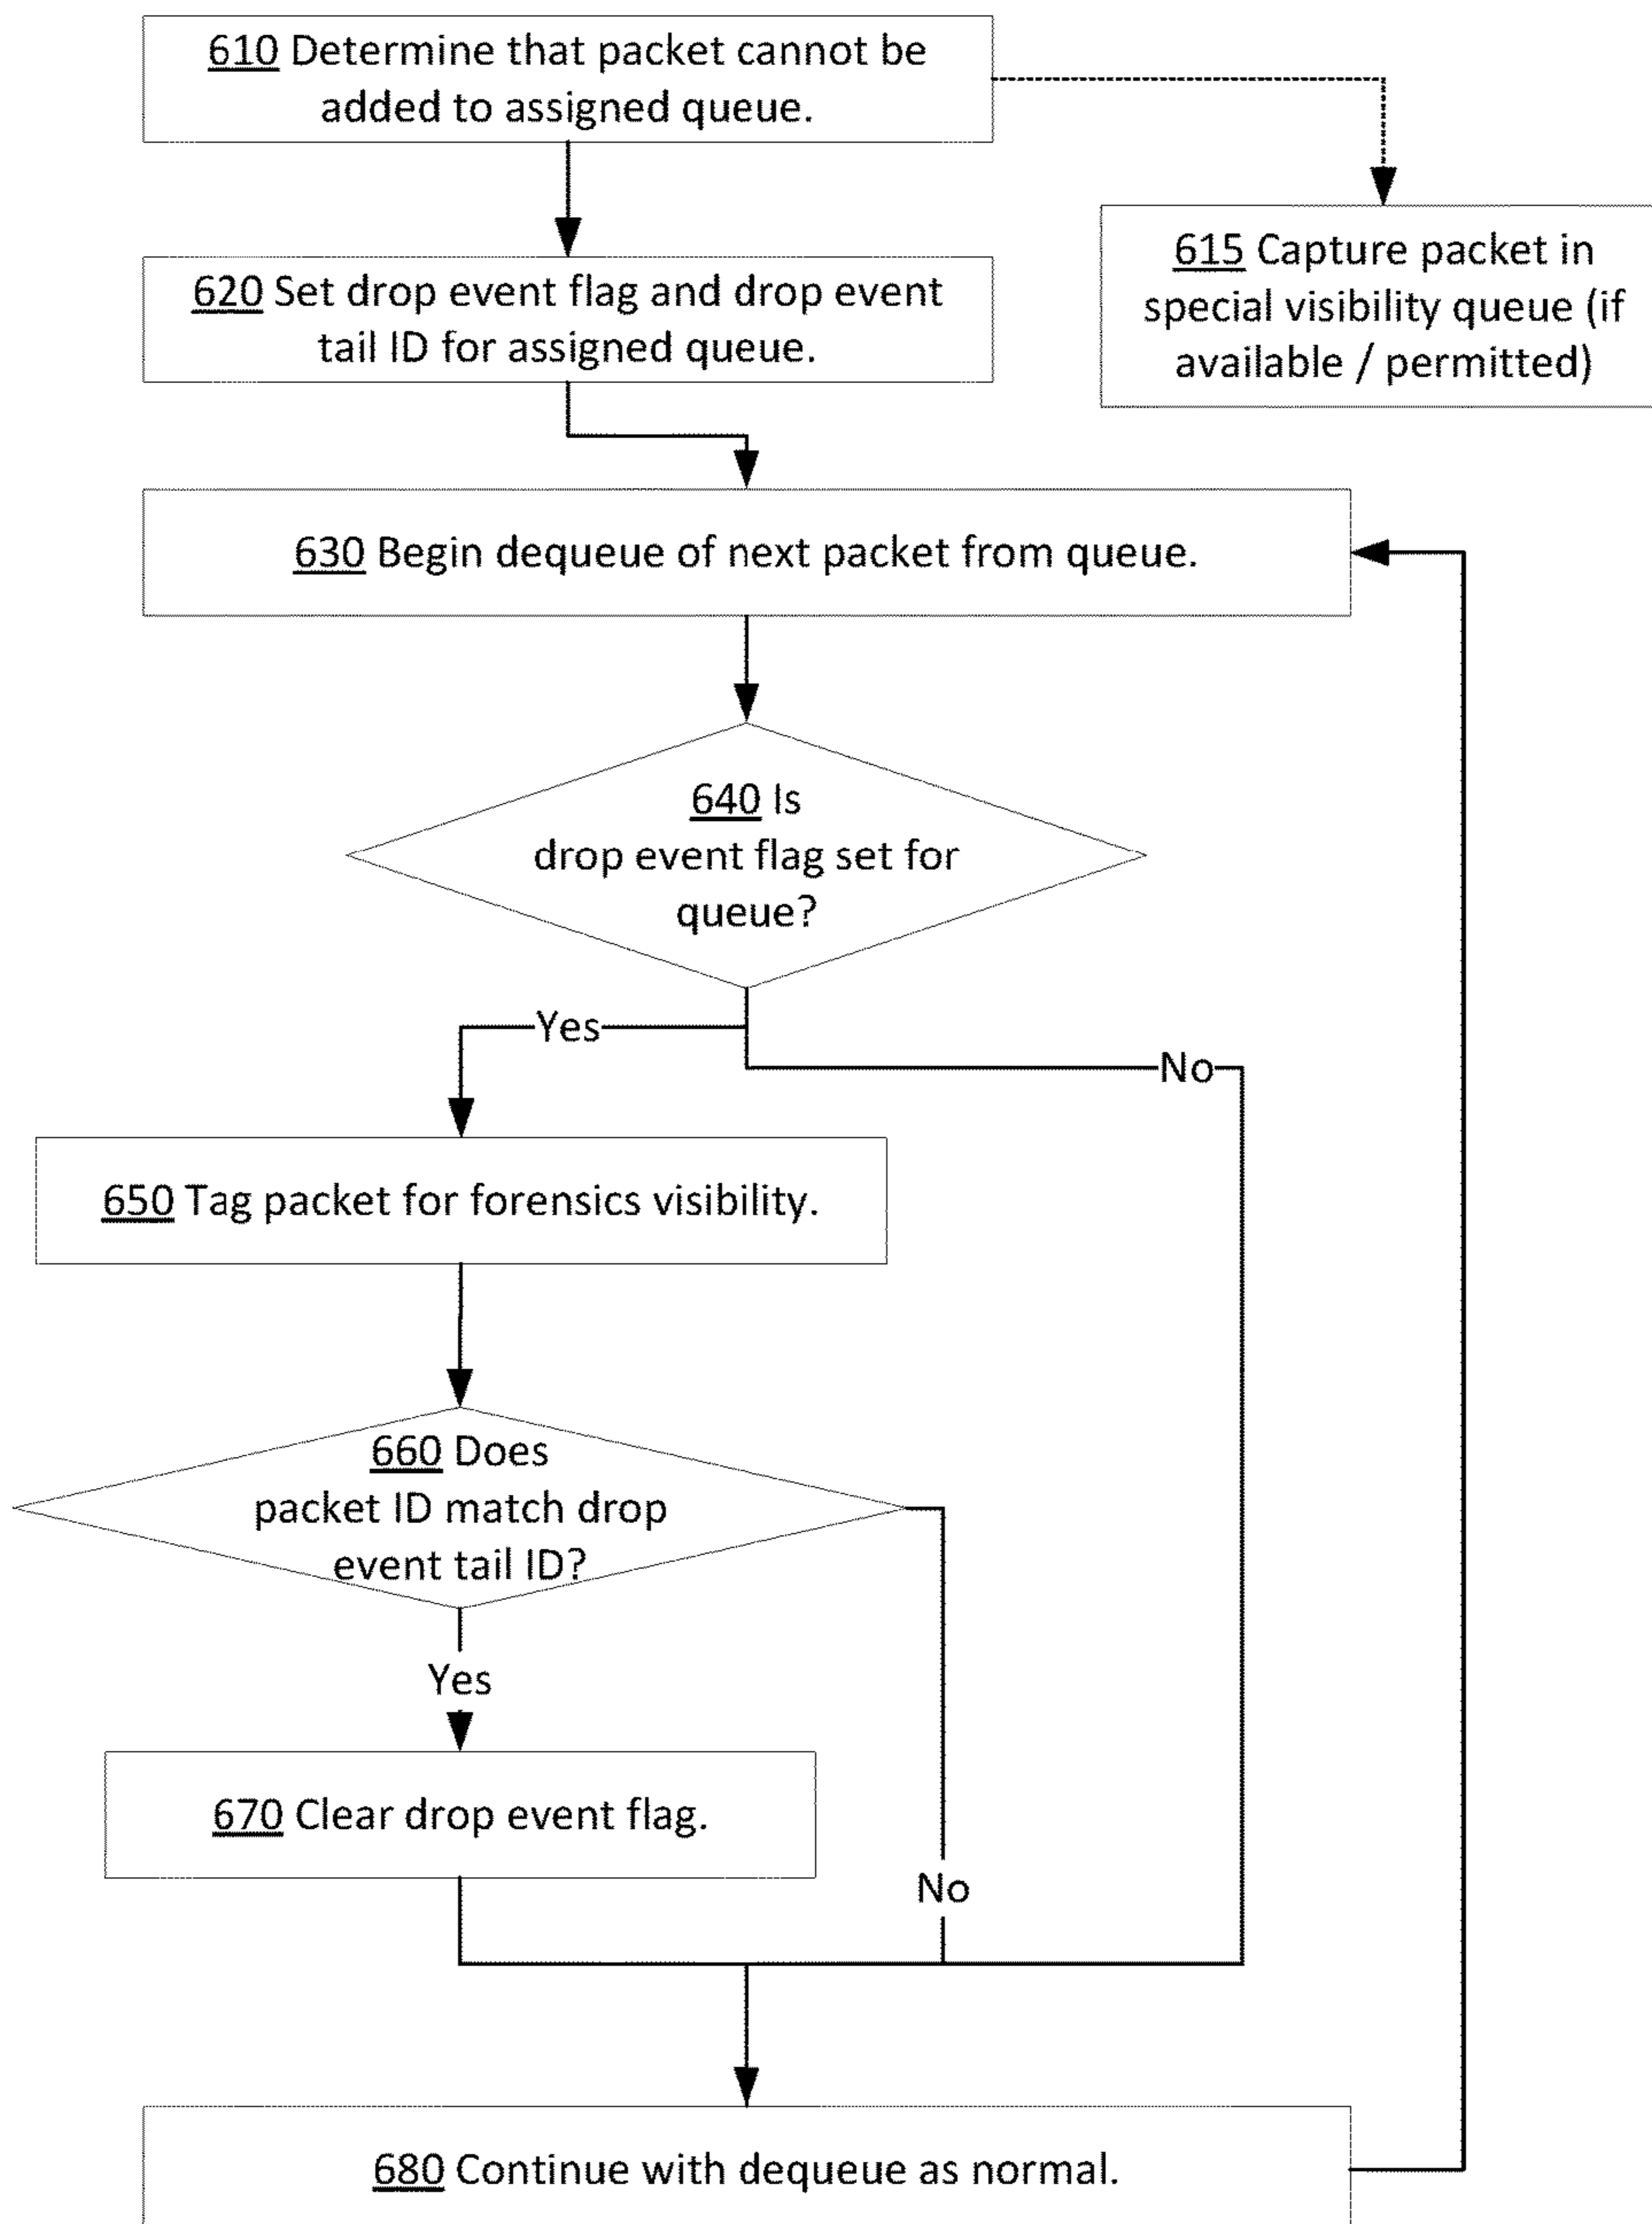 610 Determine that packet cannot be
added to assigned queue.
615 Capture packet in
special visibility queue (if
available / permitted)
620 Set drop event flag and drop event
tail ID for assigned queue.
630 Begin dequeue of next packet from queue.
640 Is
drop event flag set for
queue?
Yes
No
650 Tag packet for forensics visibility.
660 Does
packet ID match drop
event tail ID?
Yes
670 Clear drop event flag.
No
680 Continue with dequeue as normal.